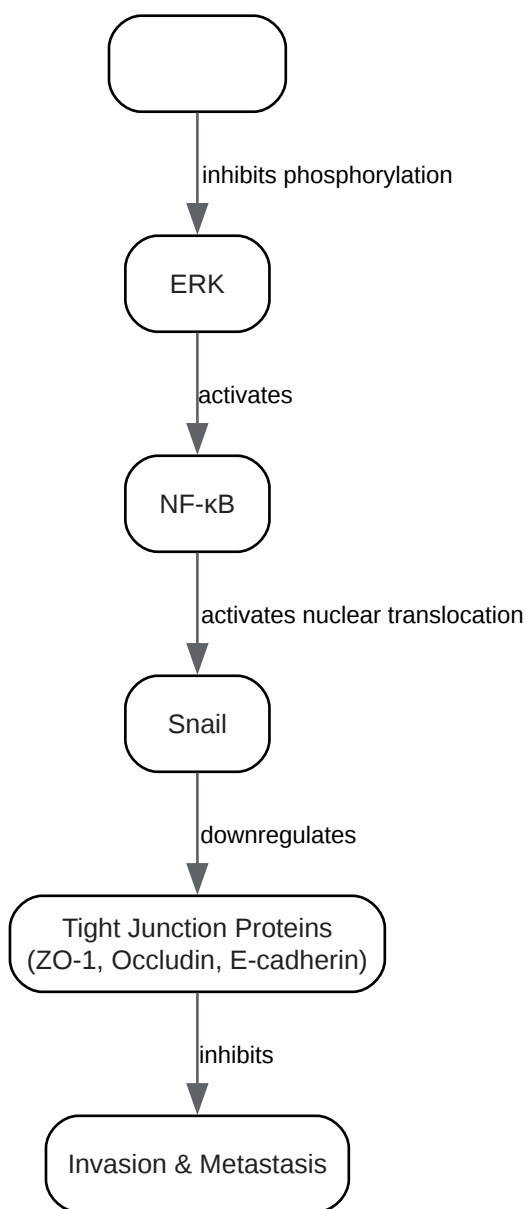 inhibits phosphorylation
ERK
activates
NF-κB
activates nuclear translocation
Snail
downregulates
Tight Junction Proteins
(ZO-1, Occludin, E-cadherin)
inhibits
Invasion & Metastasis